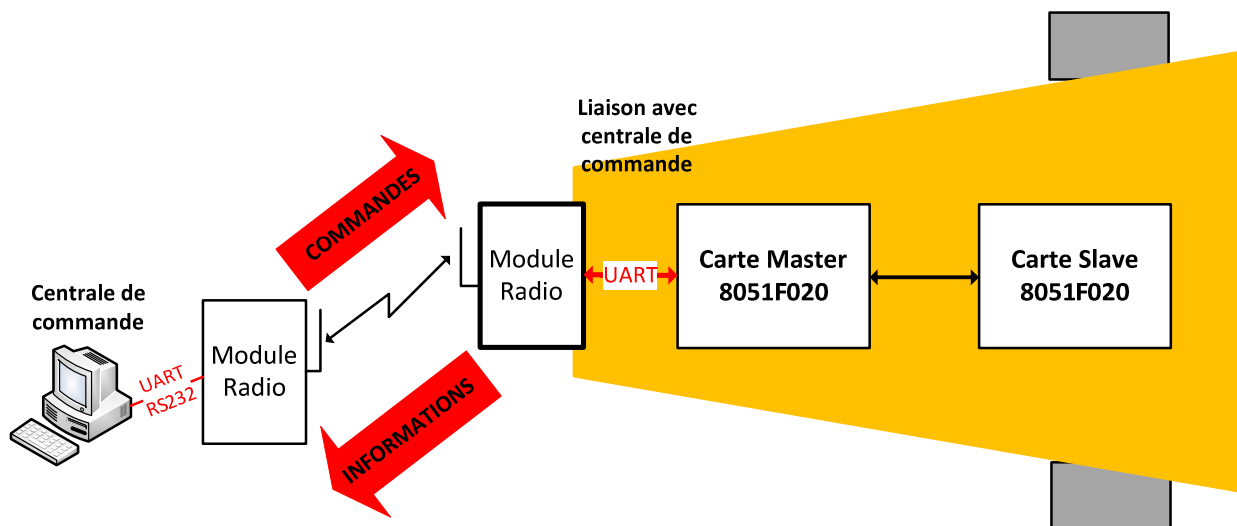 Centrale de
commande
UART
RS232
Module
Radio
COMMANDES
INFORMATIONS
Module
Radio
Liaison avec
centrale de
commande
UART
Carte Master
8051F020
Carte Slave
8051F020